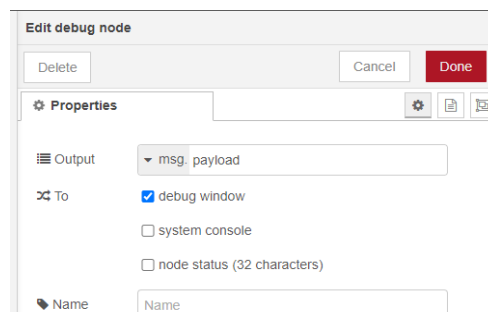 Edit debug node
Delete Cancel Done
Properties
Output msg. payload
To debug window
system console
node status (32 characters)
Name Name